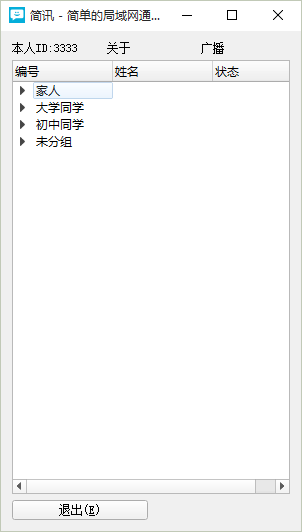 简讯 - 简单的局域网通...
本人ID:3333 关于 广播
编号 姓名 状态
家人
大学同学
初中同学
未分组
退出(E)